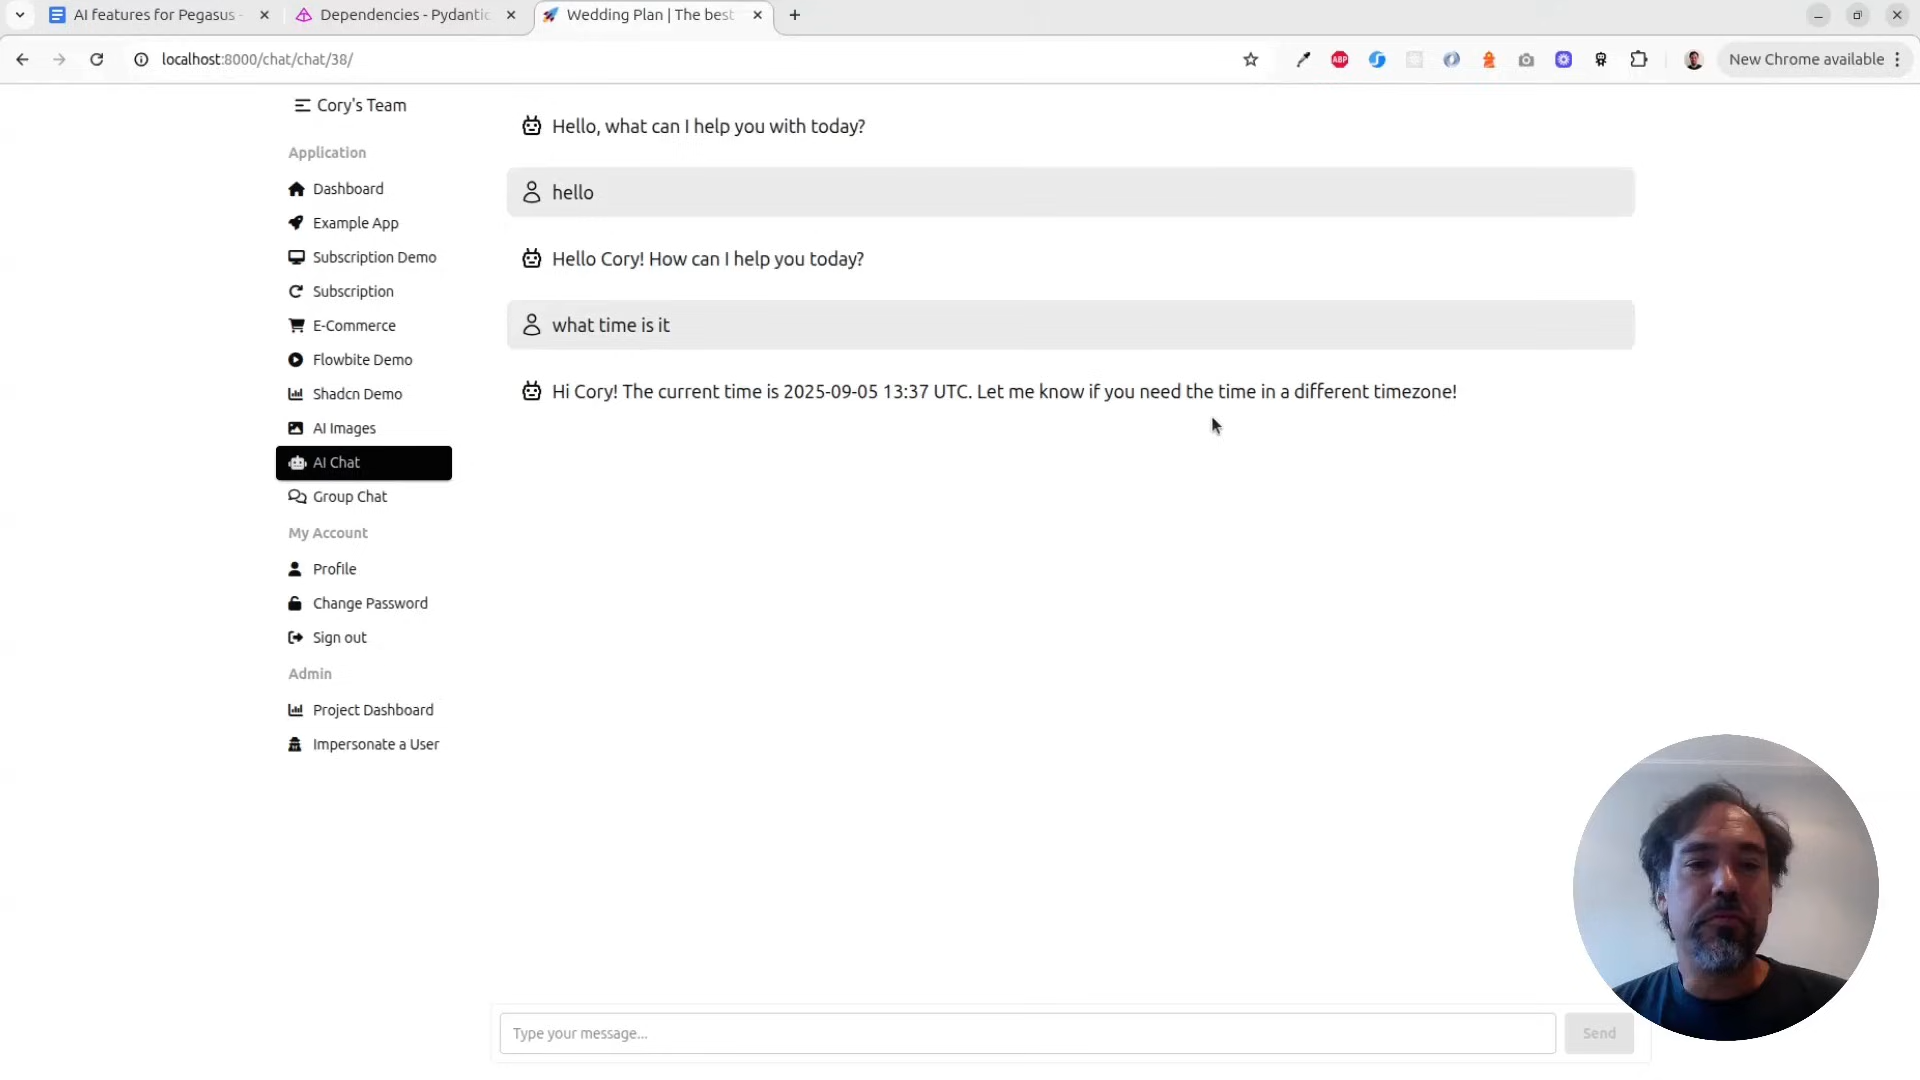 AI features for Pegasus -
Dependencies - Pydantic
Wedding Plan | The best
localhost:8000/chat/chat/38/
ABP
New Chrome available
Cory's Team
Application
Dashboard
Example App
Subscription Demo
Subscription
E-Commerce
Flowbite Demo
Shadcn Demo
AI Images
AI Chat
Group Chat
My Account
Profile
Change Password
Sign out
Admin
Project Dashboard
Impersonate a User
Hello, what can I help you with today?
hello
Hello Cory! How can I help you today?
what time is it
Hi Cory! The current time is 2025-09-05 13:37 UTC. Let me know if you need the time in a different timezone!
Type your message...
Send